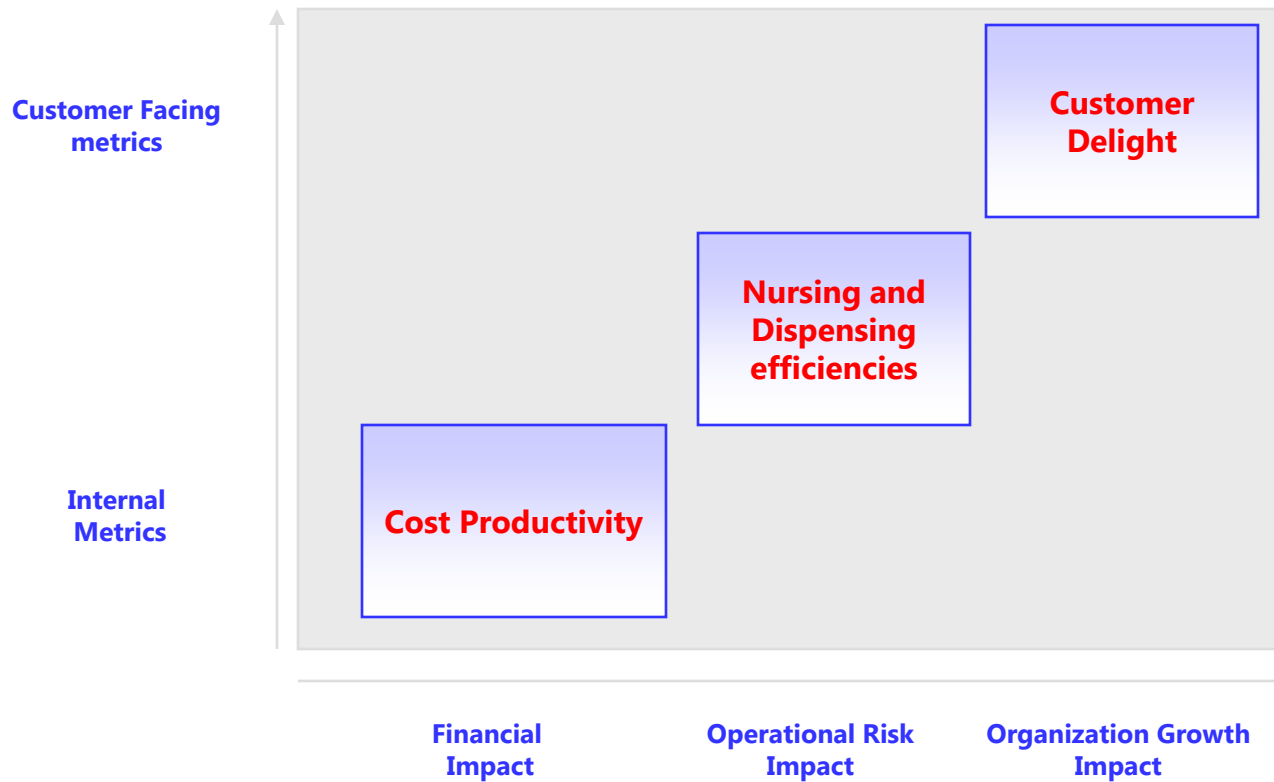 Customer Facing
metrics
Customer
Delight
Nursing and
Dispensing
efficiencies
Internal
Metrics
Cost Productivity
Financial
Impact
Operational Risk
Impact
Organization Growth
Impact